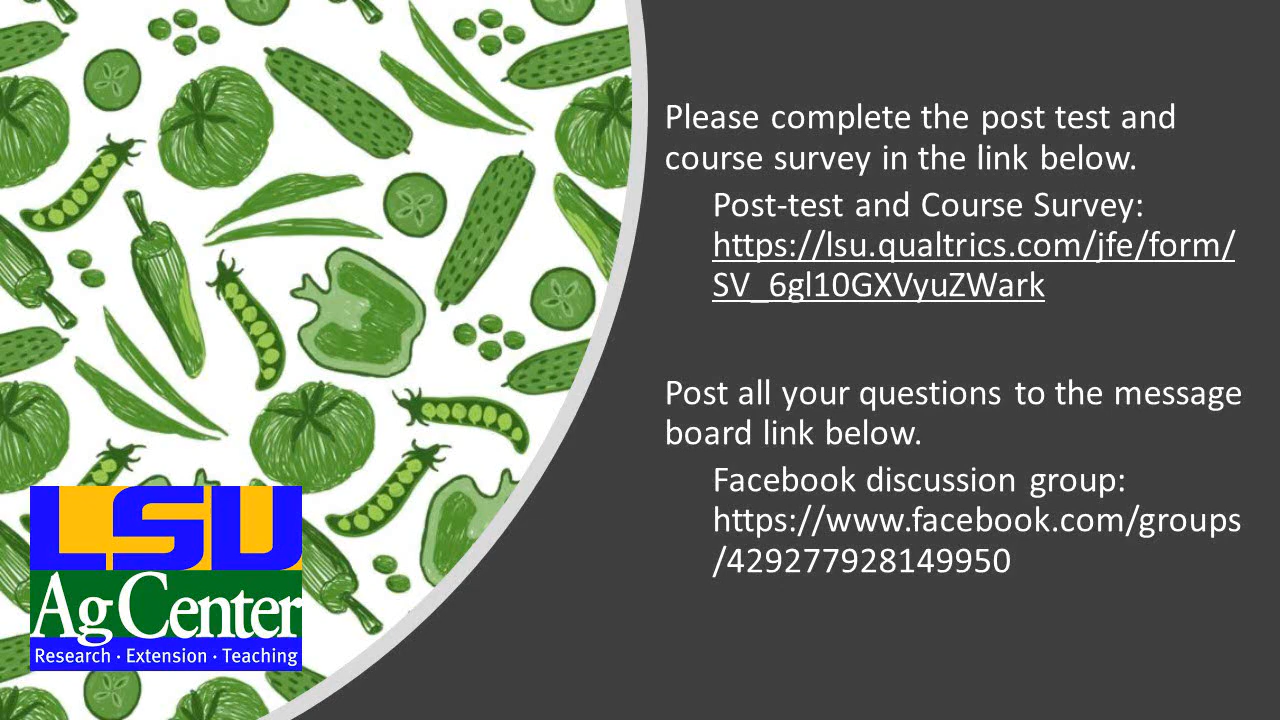 Please complete the post test and
course survey in the link below.
Post-test and Course Survey:
https://lsu.qualtrics.com/jfe/form/
SV_6gl10GXVyuZWark
Post all your questions to the message
board link below.
Facebook discussion group:
https://www.facebook.com/groups
/429277928149950
LSU
AgCenter
Research · Extension · Teaching